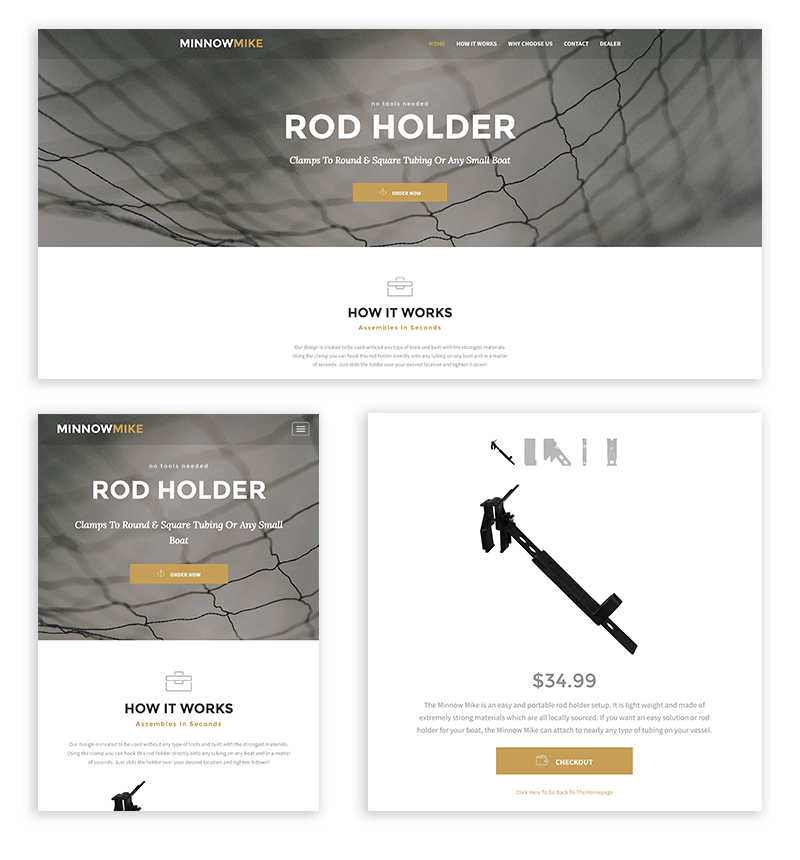 MINNOWMIKE
HOME HOW IT WORKS WHY CHOOSE US CONTACT DEALER
no tools needed
ROD HOLDER
Clamps To Round & Square Tubing Or Any Small Boat
ORDER NOW
HOW IT WORKS
Assembles In Seconds
Our design is created to be used without any type of tools and built with the strongest materials.
Using the clamp you can hook this rod holder directly onto any tubing on any boat and in a matter
of seconds. Just slide the holder over your desired location and tighten it down!
MINNOWMIKE
no tools needed
ROD HOLDER
Clamps To Round & Square Tubing Or Any Small
Boat
ORDER NOW
HOW IT WORKS
Assembles In Seconds
Our design is created to be used without any type of tools and built with the strongest materials.
Using the clamp you can hook this rod holder directly onto any tubing on any boat and in a matter
of seconds. Just slide the holder over your desired location and tighten it down!
$34.99
The Minnow Mike is an easy and portable rod holder setup. It is light weight and made of
extremely strong materials which are all locally sourced. If you want an easy solution or rod
holder for your boat, the Minnow Mike can attach to nearly any type of tubing on your vessel.
CHECKOUT
Click Here To Go Back To The Homepage